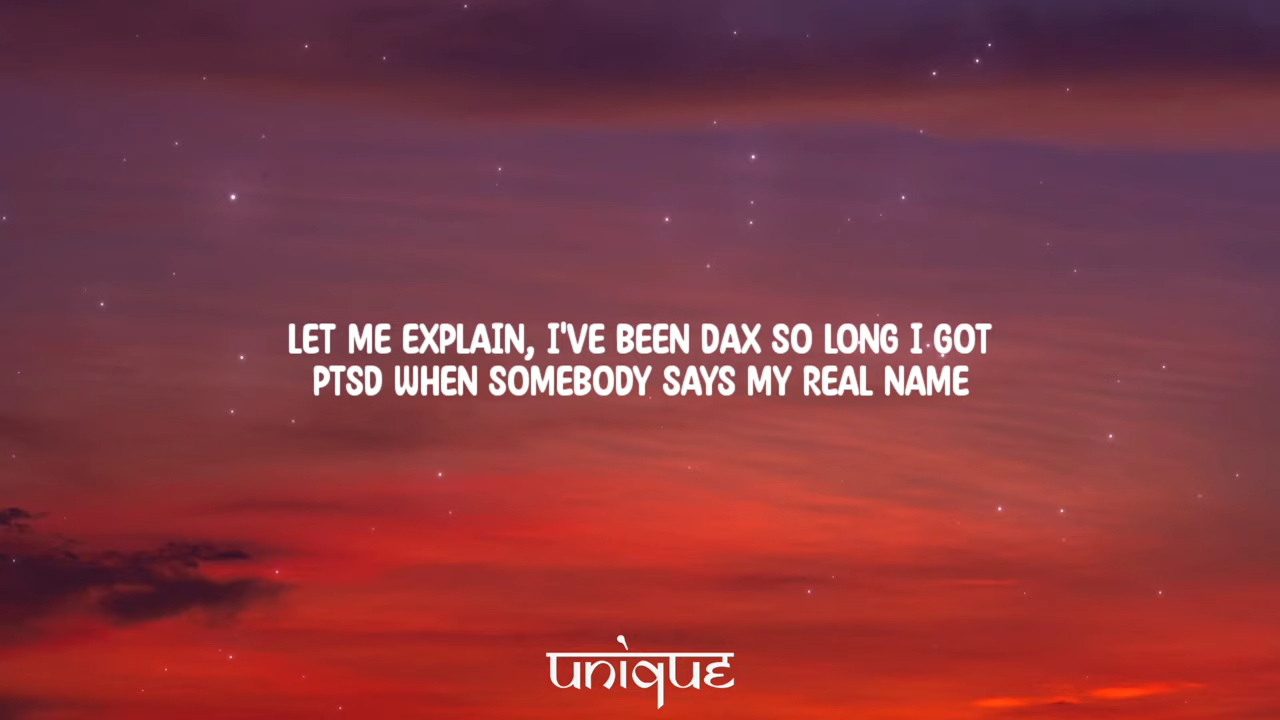 LET ME EXPLAIN, I'VE BEEN DAX SO LONG I GOT
PTSD WHEN SOMEBODY SAYS MY REAL NAME
UNIQUE